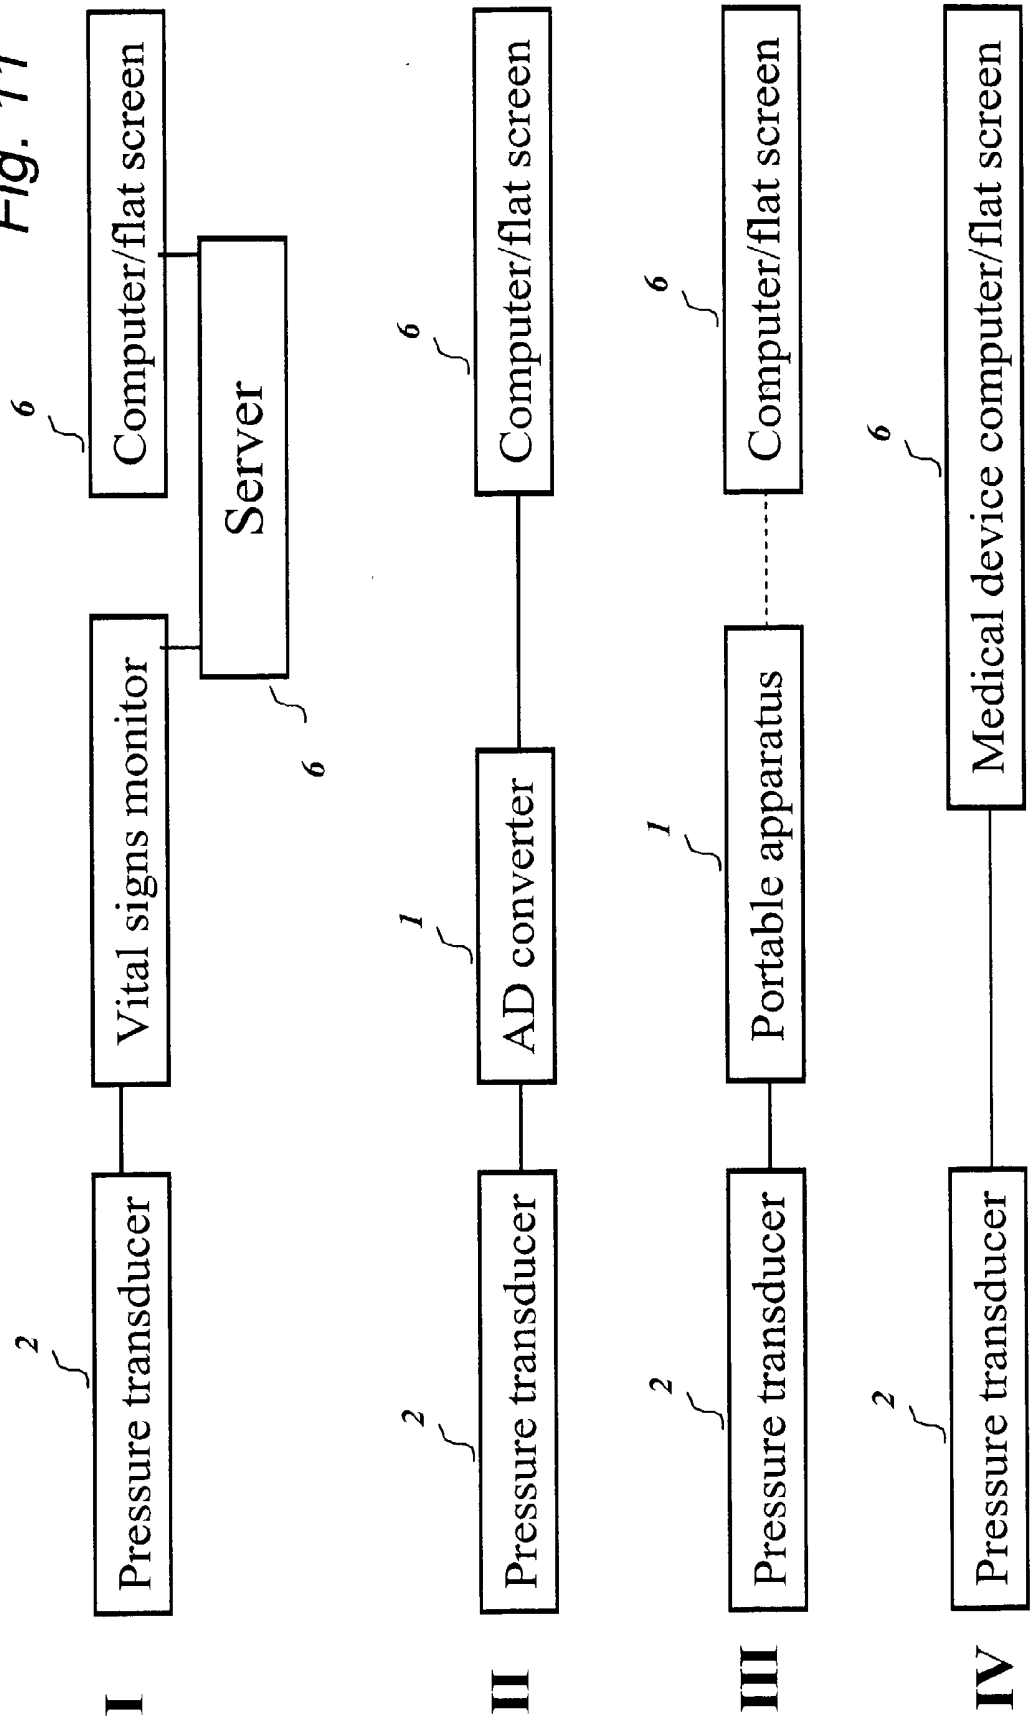 Fig. 11
I
2
Pressure transducer
Vital signs monitor
6
Computer/flat screen
6
Server
II
2
Pressure transducer
1
AD converter
6
Computer/flat screen
III
2
Pressure transducer
1
Portable apparatus
6
Computer/flat screen
IV
2
Pressure transducer
6
Medical device computer/flat screen